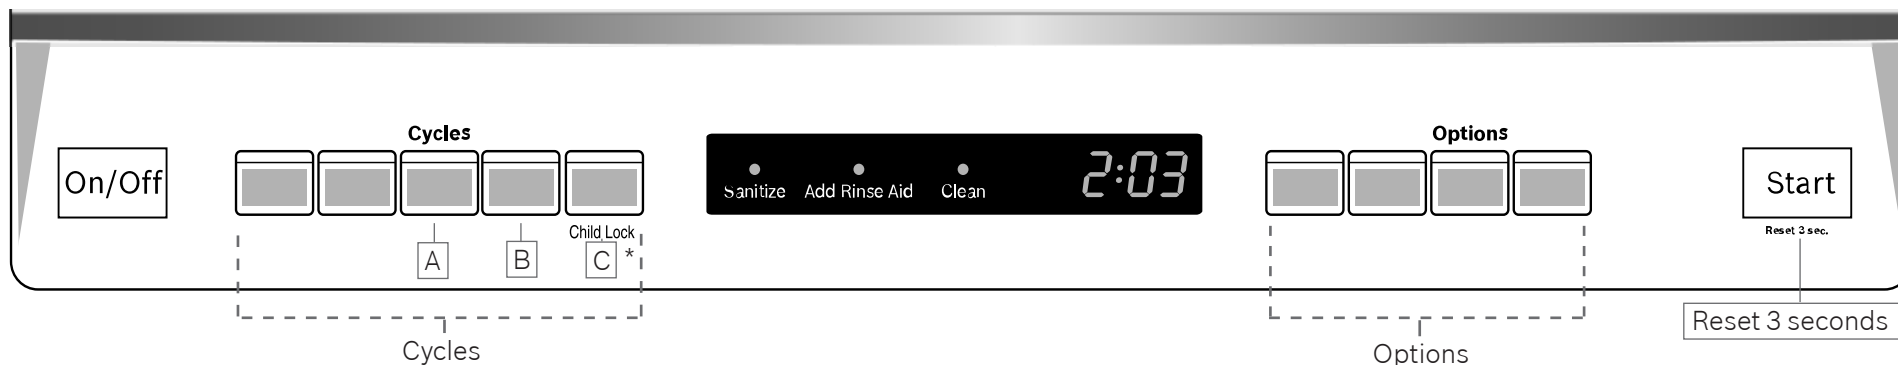 Cycles
Options
On/Off
Sanitize
Add Rinse Aid
Clean
2:03
Start
Child Lock
Reset 3 sec.
A
B
C *
Reset 3 seconds
Cycles
Options